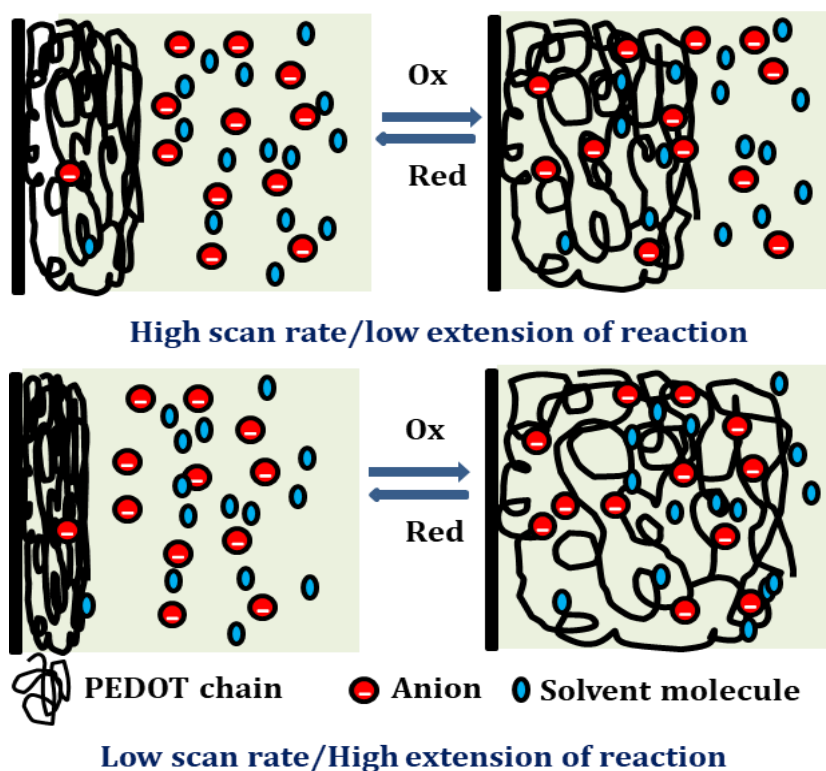 Ox
Red
High scan rate/low extension of reaction
Ox
Red
PEDOT chain Anion Solvent molecule
Low scan rate/High extension of reaction